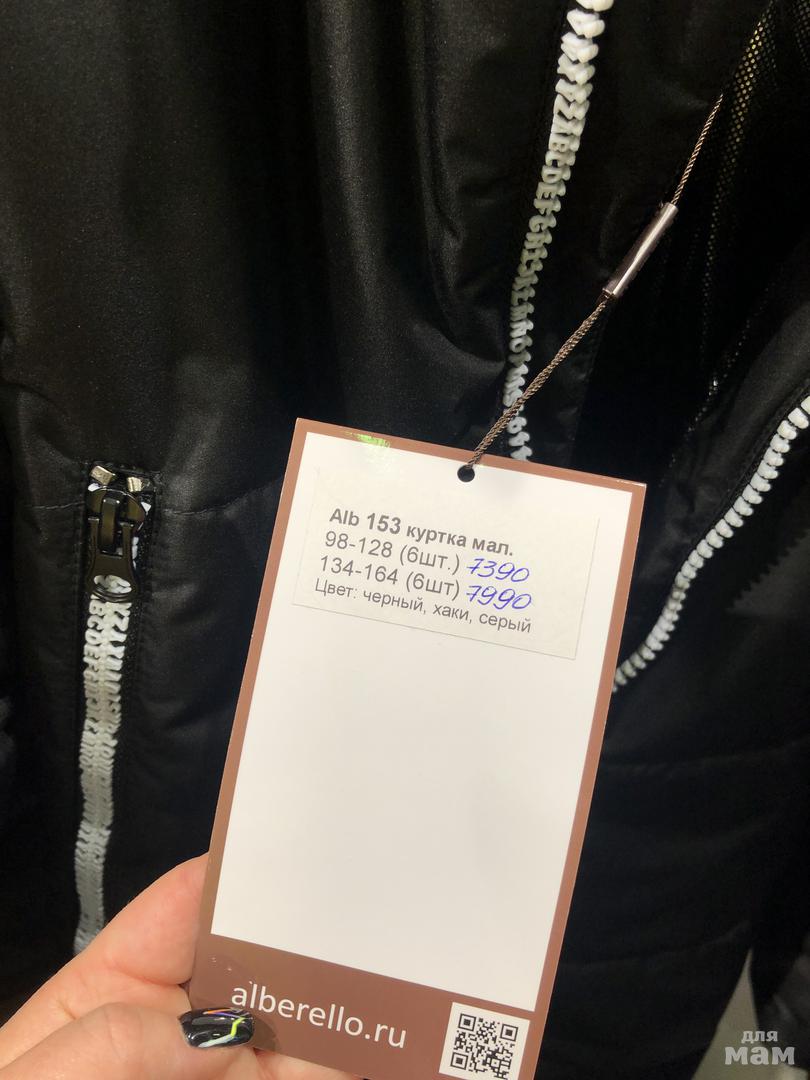 Alb 153 куртка мал.
98-128 (6шт.) 7390
134-164 (6шт) 7990
Цвет: черный, хаки, серый
alberello.ru
для
мам